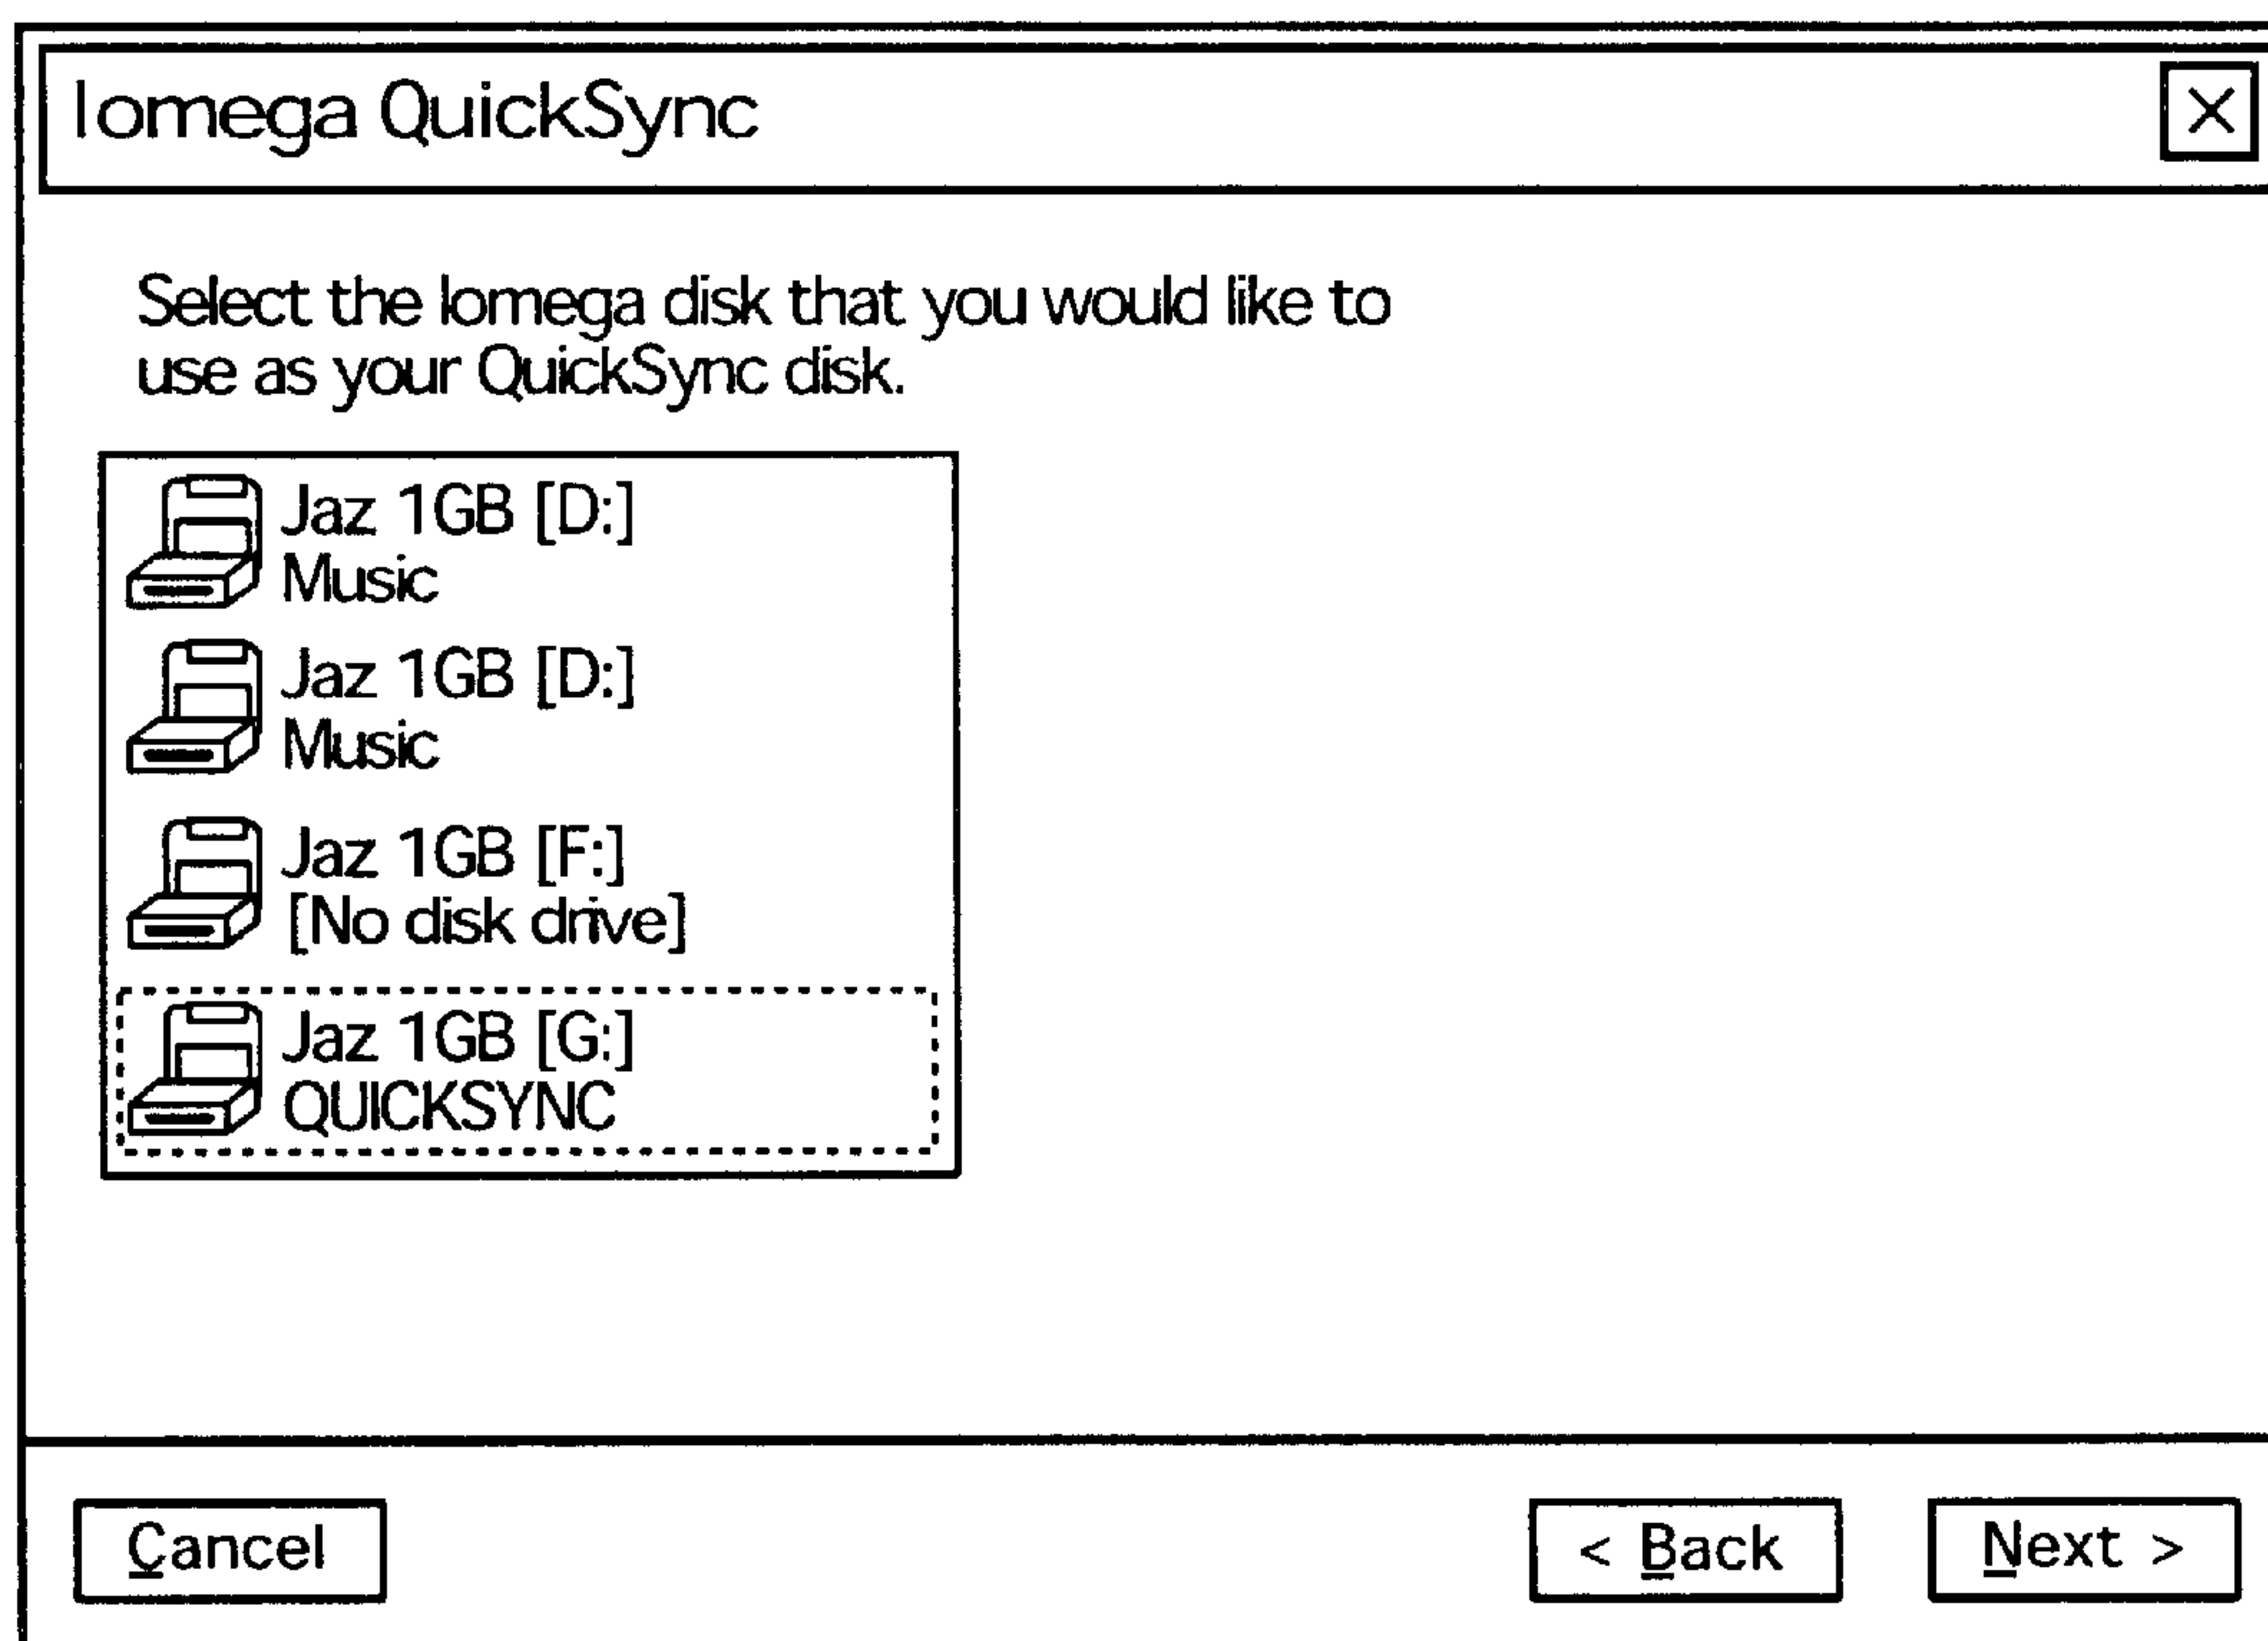 Iomega QuickSync
Select the Iomega disk that you would like to
use as your QuickSync disk.
Jaz 1GB [D:]
Music
Jaz 1GB [D:]
Music
Jaz 1GB [F:]
[No disk drive]
Jaz 1GB [G:]
QUICKSYNC
Cancel
< Back
Next >